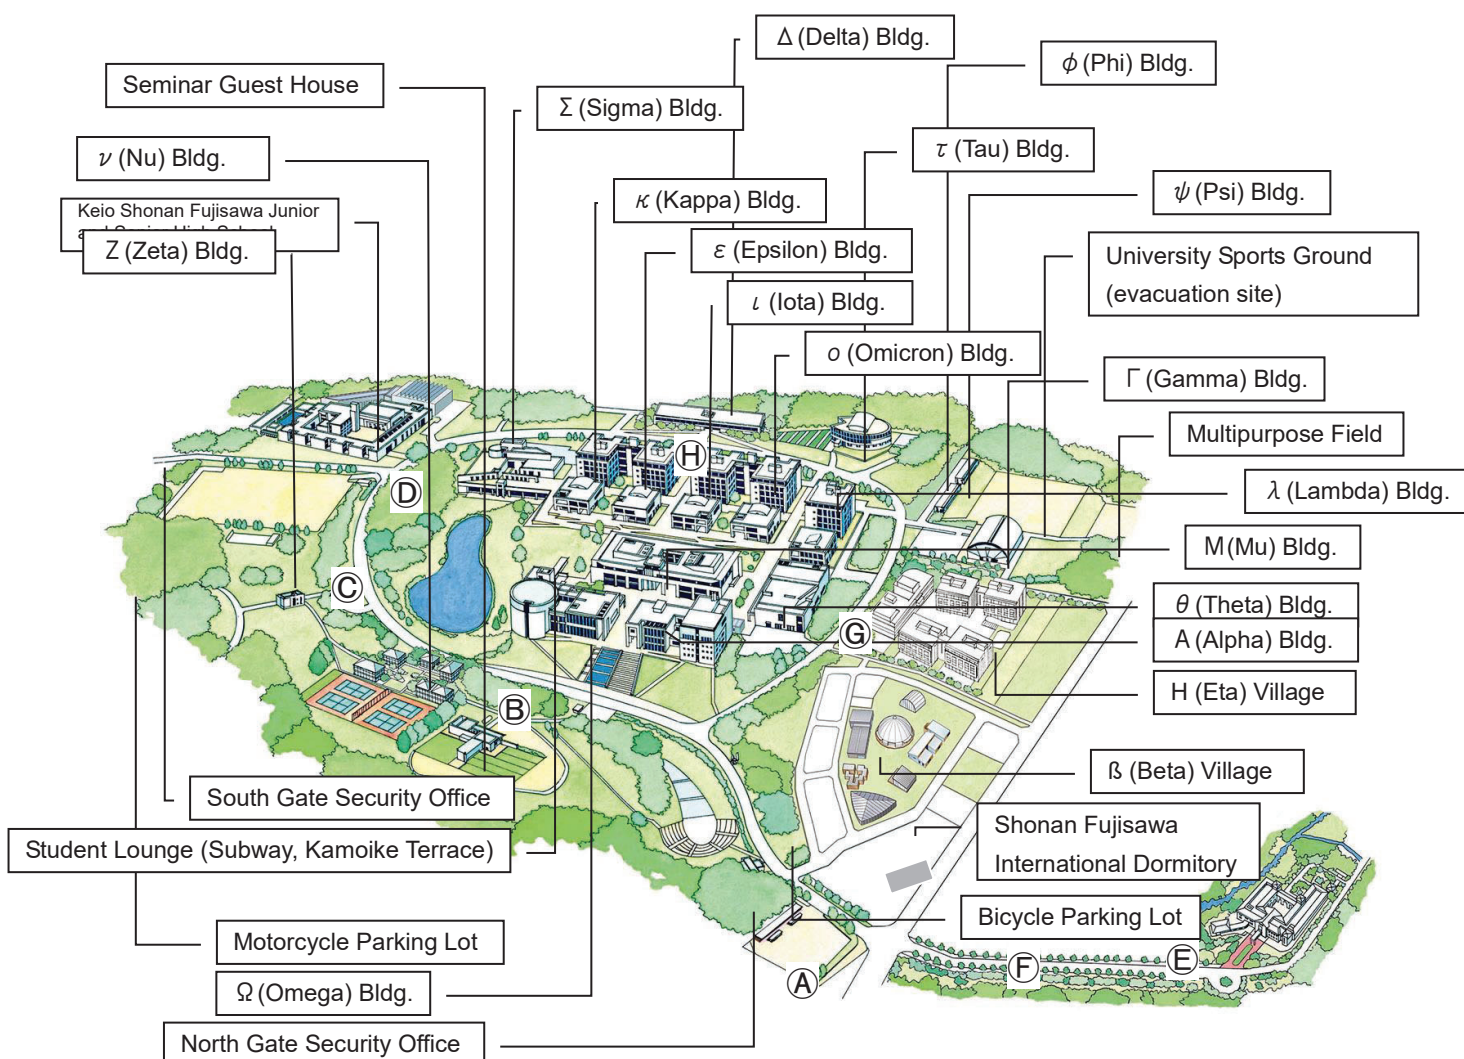 Δ (Delta) Bldg.
ϕ (Phi) Bldg.
Seminar Guest House
Σ (Sigma) Bldg.
τ (Tau) Bldg.
ν (Nu) Bldg.
ψ (Psi) Bldg.
κ (Kappa) Bldg.
Keio Shonan Fujisawa Junior
Z (Zeta) Bldg.
ε (Epsilon) Bldg.
University Sports Ground
(evacuation site)
ι (Iota) Bldg.
ο (Omicron) Bldg.
Γ (Gamma) Bldg.
Multipurpose Field
H
D
λ (Lambda) Bldg.
M (Mu) Bldg.
C
θ (Theta) Bldg.
G
A (Alpha) Bldg.
H (Eta) Village
B
ß (Beta) Village
South Gate Security Office
Shonan Fujisawa
International Dormitory
Student Lounge (Subway, Kamoike Terrace)
Bicycle Parking Lot
Motorcycle Parking Lot
E
F
A
Ω (Omega) Bldg.
North Gate Security Office